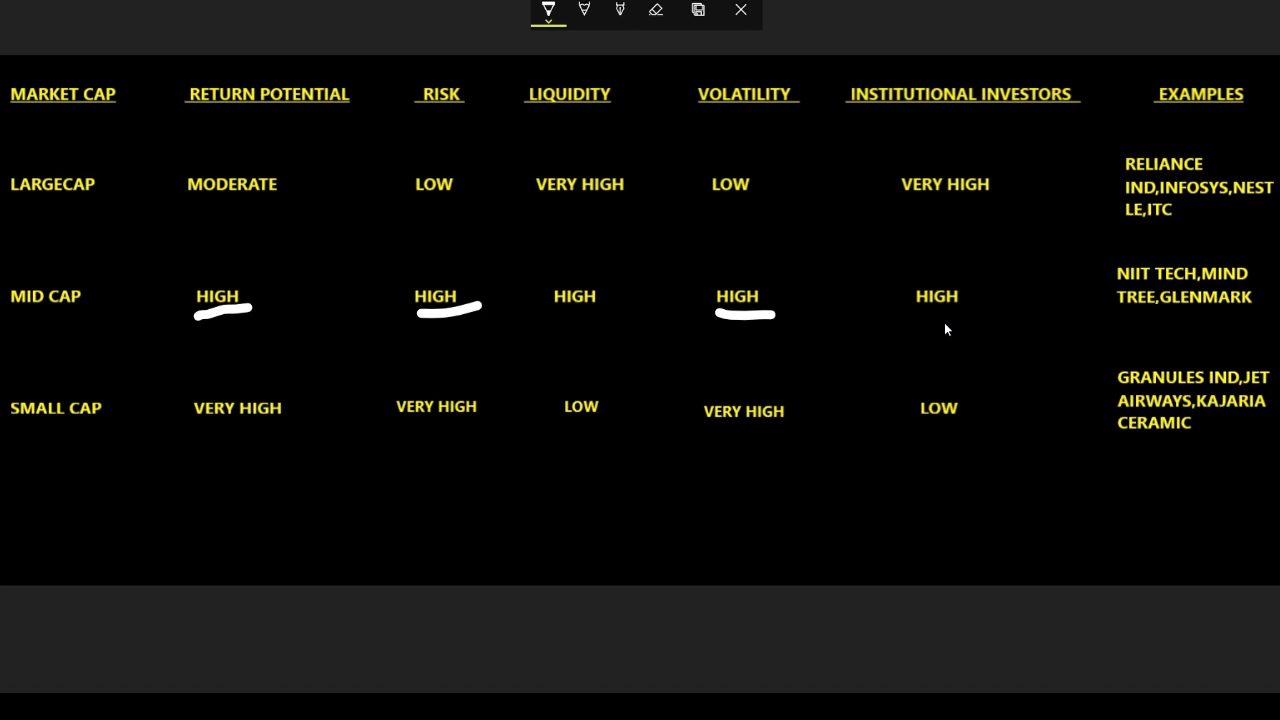 MARKET CAP RETURN POTENTIAL RISK LIQUIDITY VOLATILITY INSTITUTIONAL INVESTORS EXAMPLES
LARGECAP MODERATE LOW VERY HIGH LOW VERY HIGH
RELIANCE
IND,INFOSYS,NEST
LE,ITC
MID CAP HIGH HIGH HIGH HIGH HIGH
NIIT TECH,MIND
TREE,GLENMARK
SMALL CAP VERY HIGH VERY HIGH LOW VERY HIGH LOW
GRANULES IND,JET
AIRWAYS,KAJARIA
CERAMIC